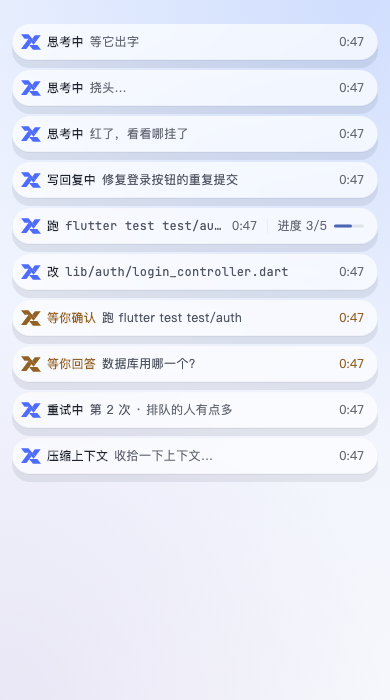 思考中 等它出字 0:47
思考中 挠头… 0:47
思考中 红了，看看哪挂了 0:47
写回复中 修复登录按钮的重复提交 0:47
跑 flutter test test/au… 0:47 进度 3/5
改 lib/auth/login_controller.dart 0:47
等你确认 跑 flutter test test/auth 0:47
等你回答 数据库用哪一个? 0:47
重试中 第 2 次 · 排队的人有点多 0:47
压缩上下文 收拾一下上下文… 0:47